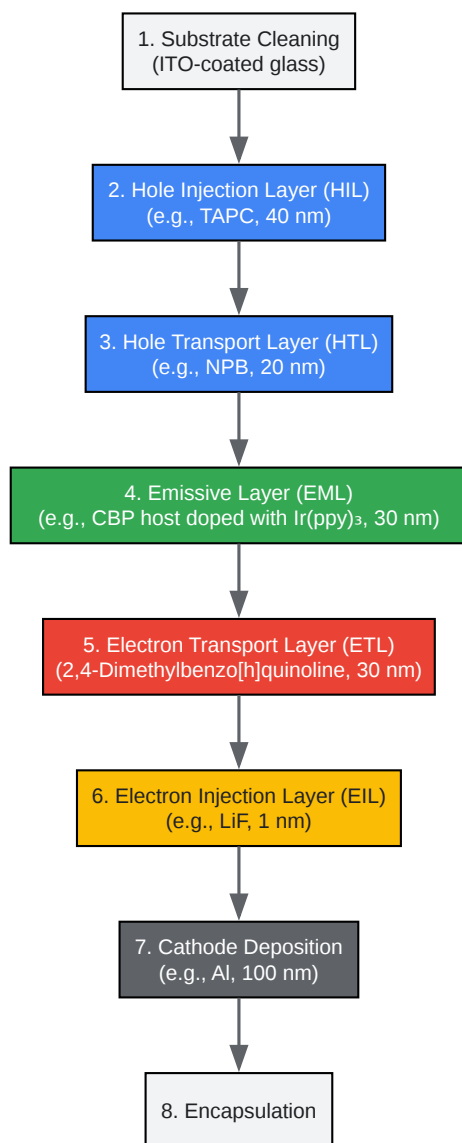 1. Substrate Cleaning
(ITO-coated glass)
2. Hole Injection Layer (HIL)
(e.g., TAPC, 40 nm)
3. Hole Transport Layer (HTL)
(e.g., NPB, 20 nm)
4. Emissive Layer (EML)
(e.g., CBP host doped with Ir(ppy)₃, 30 nm)
5. Electron Transport Layer (ETL)
(2,4-Dimethylbenzo[h]quinoline, 30 nm)
6. Electron Injection Layer (EIL)
(e.g., LiF, 1 nm)
7. Cathode Deposition
(e.g., Al, 100 nm)
8. Encapsulation